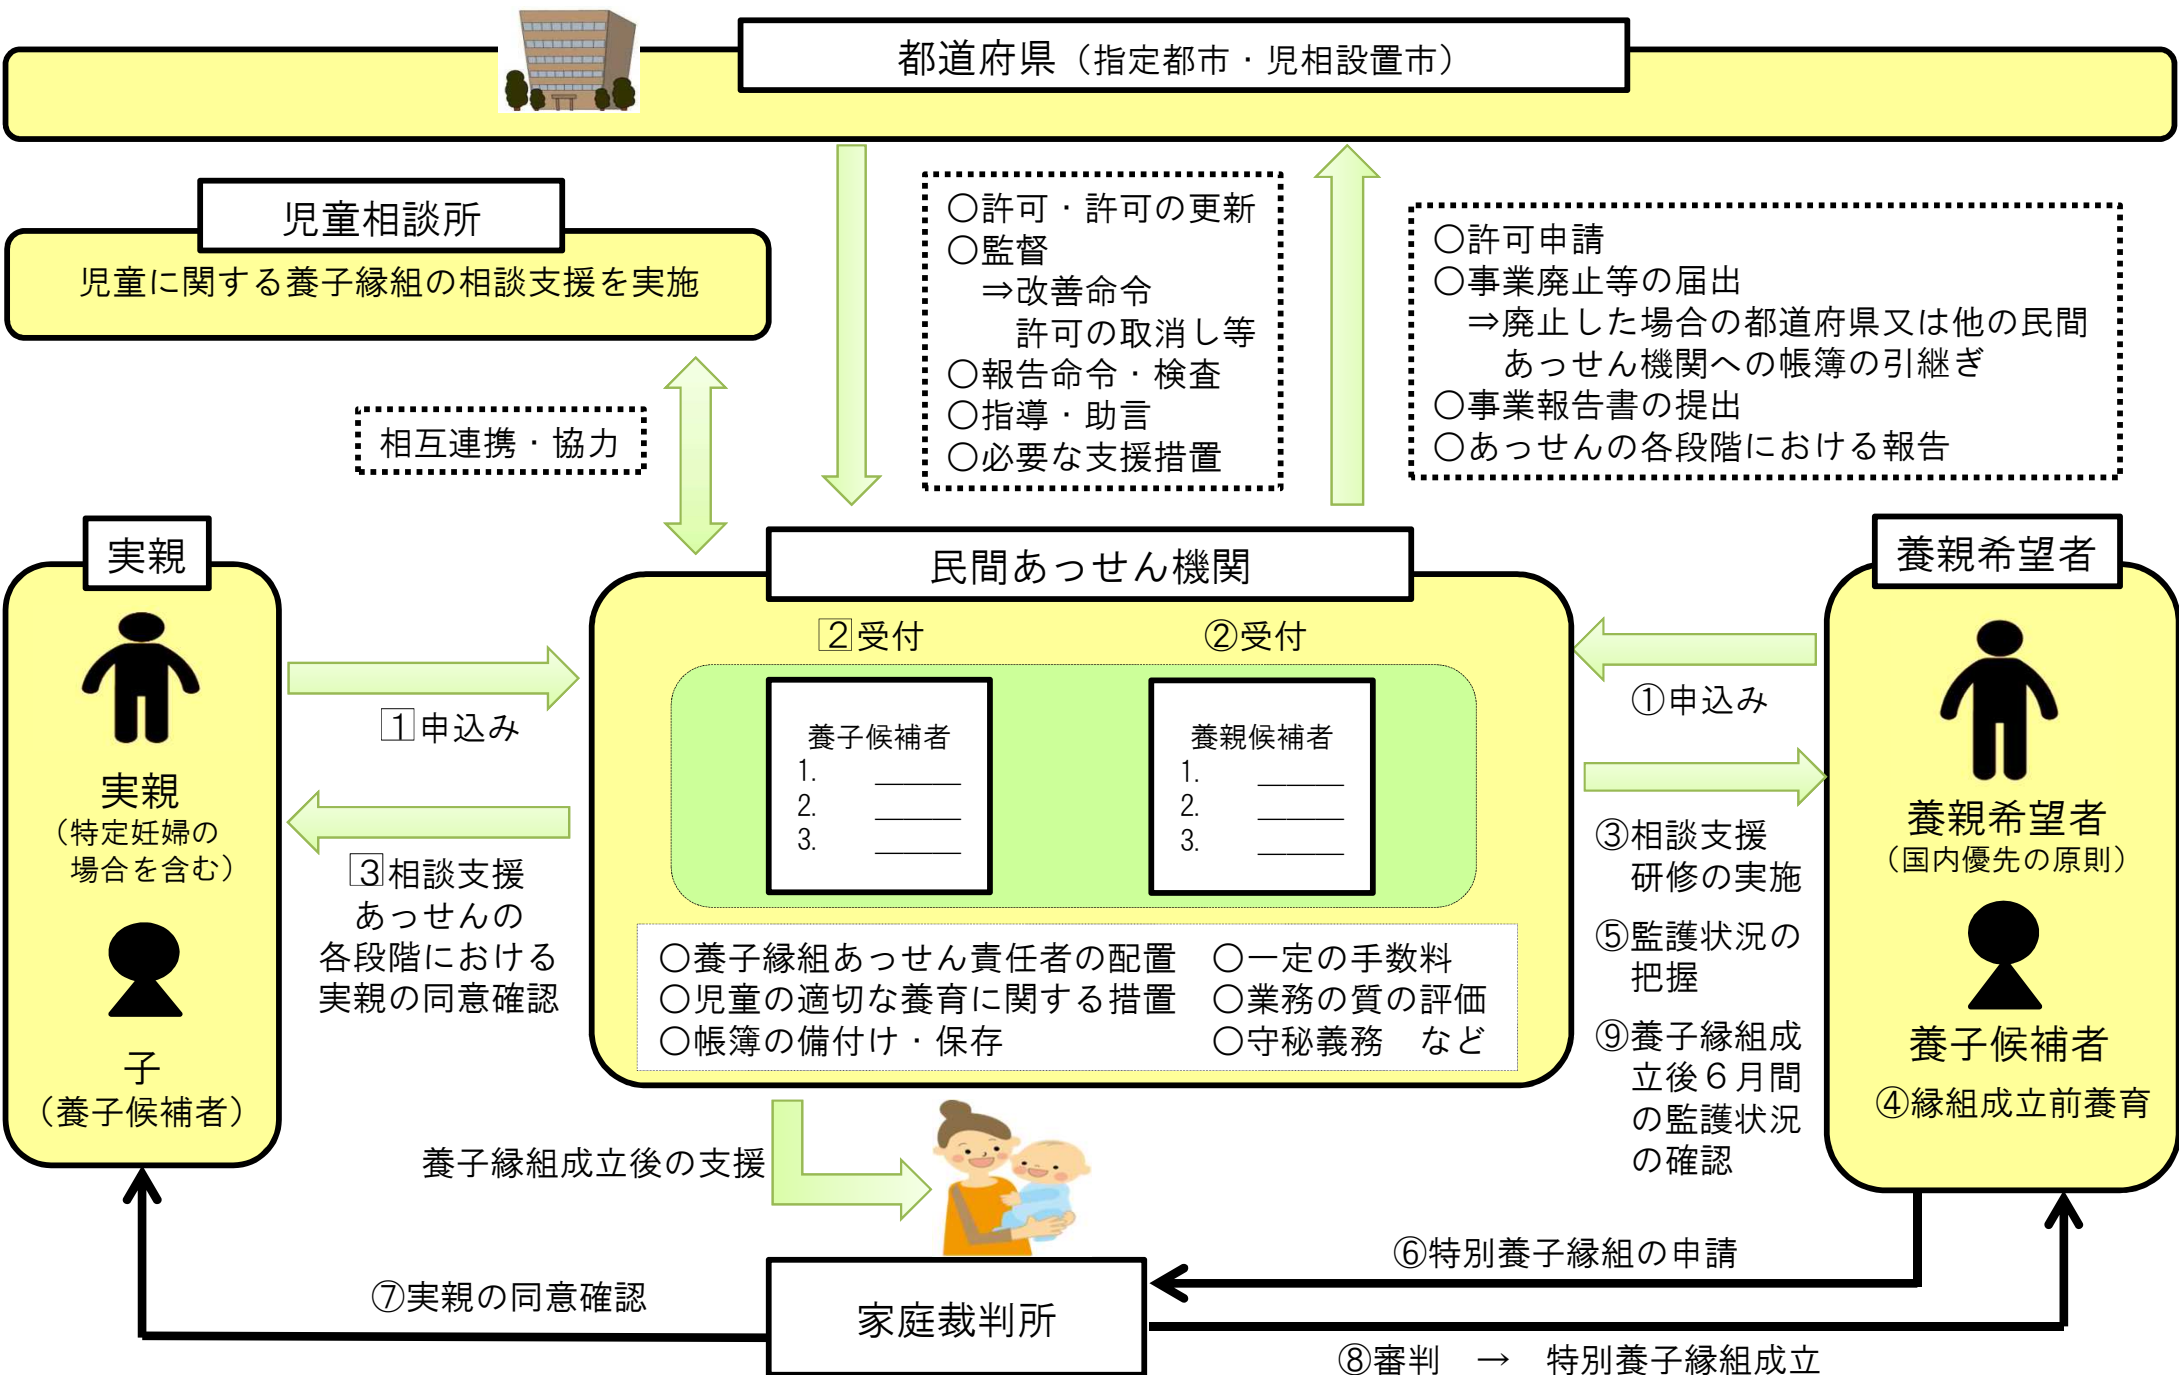 都道府県（指定都市・児相設置市）
児童相談所
児童に関する養子縁組の相談支援を実施
相互連携・協力
○許可・許可の更新
○監督
⇒改善命令
許可の取消し等
○報告命令・検査
○指導・助言
○必要な支援措置
○許可申請
○事業廃止等の届出
⇒廃止した場合の都道府県又は他の民間
あっせん機関への帳簿の引継ぎ
○事業報告書の提出
○あっせんの各段階における報告
実親
実親
（特定妊婦の
場合を含む）
子
（養子候補者）
1申込み
3相談支援
あっせんの
各段階における
実親の同意確認
民間あっせん機関
2受付
②受付
養子候補者
1. ______
2. ______
3. ______
養親候補者
1. ______
2. ______
3. ______
○養子縁組あっせん責任者の配置　○一定の手数料
○児童の適切な養育に関する措置　○業務の質の評価
○帳簿の備付け・保存　○守秘義務　など
①申込み
③相談支援
研修の実施
⑤監護状況の
把握
⑨養子縁組成
立後６月間
の監護状況
の確認
養親希望者
養親希望者
（国内優先の原則）
養子候補者
④縁組成立前養育
養子縁組成立後の支援
⑥特別養子縁組の申請
⑦実親の同意確認
家庭裁判所
⑧審判　→　特別養子縁組成立